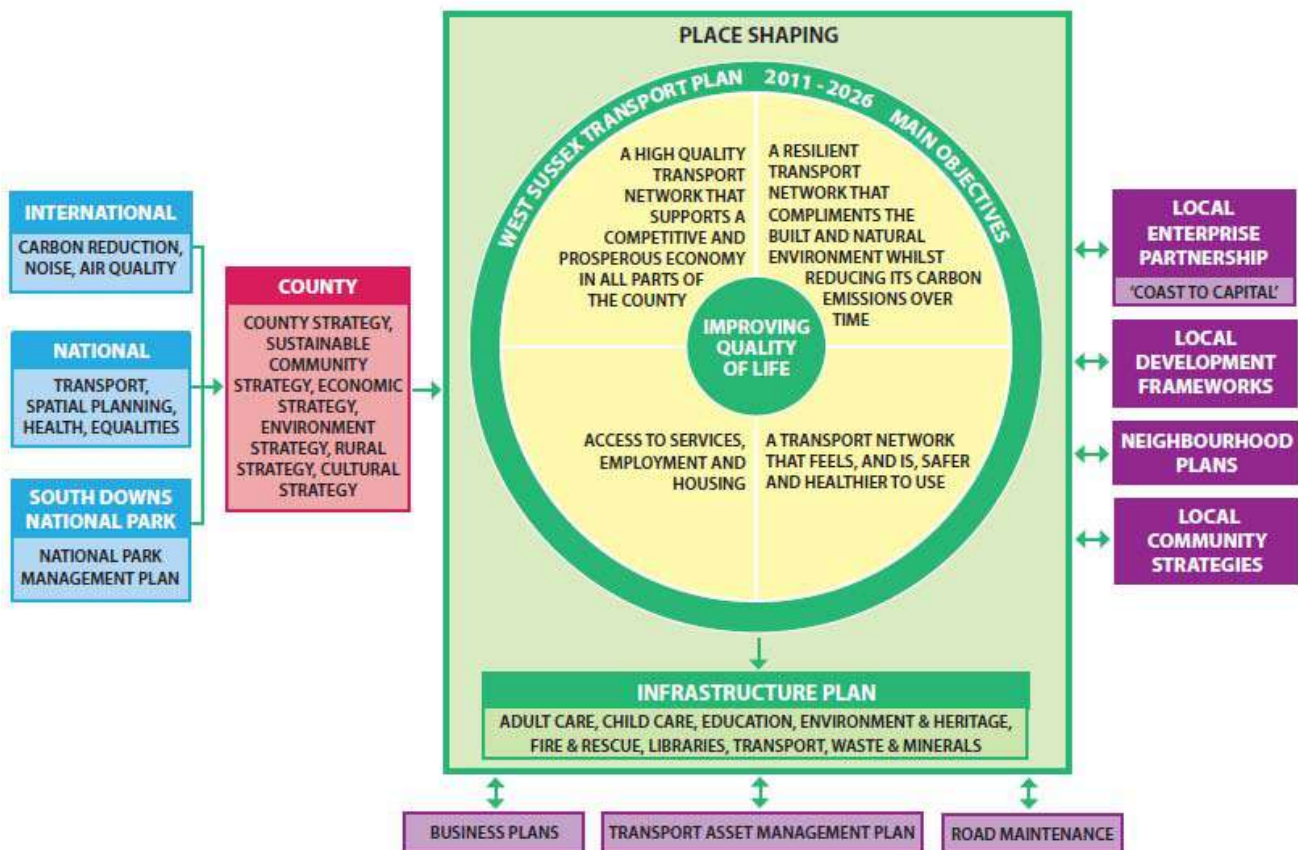 PLACE SHAPING
WEST SUSSEX TRANSPORT PLAN 2011 - 2026 MAIN OBJECTIVES
A HIGH QUALITY
TRANSPORT
NETWORK THAT
SUPPORTS A
COMPETITIVE AND
PROSPEROUS ECONOMY
IN ALL PARTS OF
THE COUNTY
A RESILIENT
TRANSPORT
NETWORK THAT
COMPLIMENTS THE
BUILT AND NATURAL
ENVIRONMENT WHILST
REDUCING ITS CARBON
EMISSIONS OVER
TIME
IMPROVING
QUALITY
OF LIFE
ACCESS TO SERVICES,
EMPLOYMENT AND
HOUSING
A TRANSPORT NETWORK
THAT FEELS, AND IS, SAFER
AND HEALTHIER TO USE
INTERNATIONAL
CARBON REDUCTION,
NOISE, AIR QUALITY
NATIONAL
TRANSPORT,
SPATIAL PLANNING,
HEALTH, EQUALITIES
SOUTH DOWNS
NATIONAL PARK
NATIONAL PARK
MANAGEMENT PLAN
COUNTY
COUNTY STRATEGY,
SUSTAINABLE
COMMUNITY
STRATEGY, ECONOMIC
STRATEGY,
ENVIRONMENT
STRATEGY, RURAL
STRATEGY, CULTURAL
STRATEGY
LOCAL
ENTERPRISE
PARTNERSHIP
'COAST TO CAPITAL'
LOCAL
DEVELOPMENT
FRAMEWORKS
NEIGHBOURHOOD
PLANS
LOCAL
COMMUNITY
STRATEGIES
INFRASTRUCTURE PLAN
ADULT CARE, CHILD CARE, EDUCATION, ENVIRONMENT & HERITAGE,
FIRE & RESCUE, LIBRARIES, TRANSPORT, WASTE & MINERALS
BUSINESS PLANS
TRANSPORT ASSET MANAGEMENT PLAN
ROAD MAINTENANCE